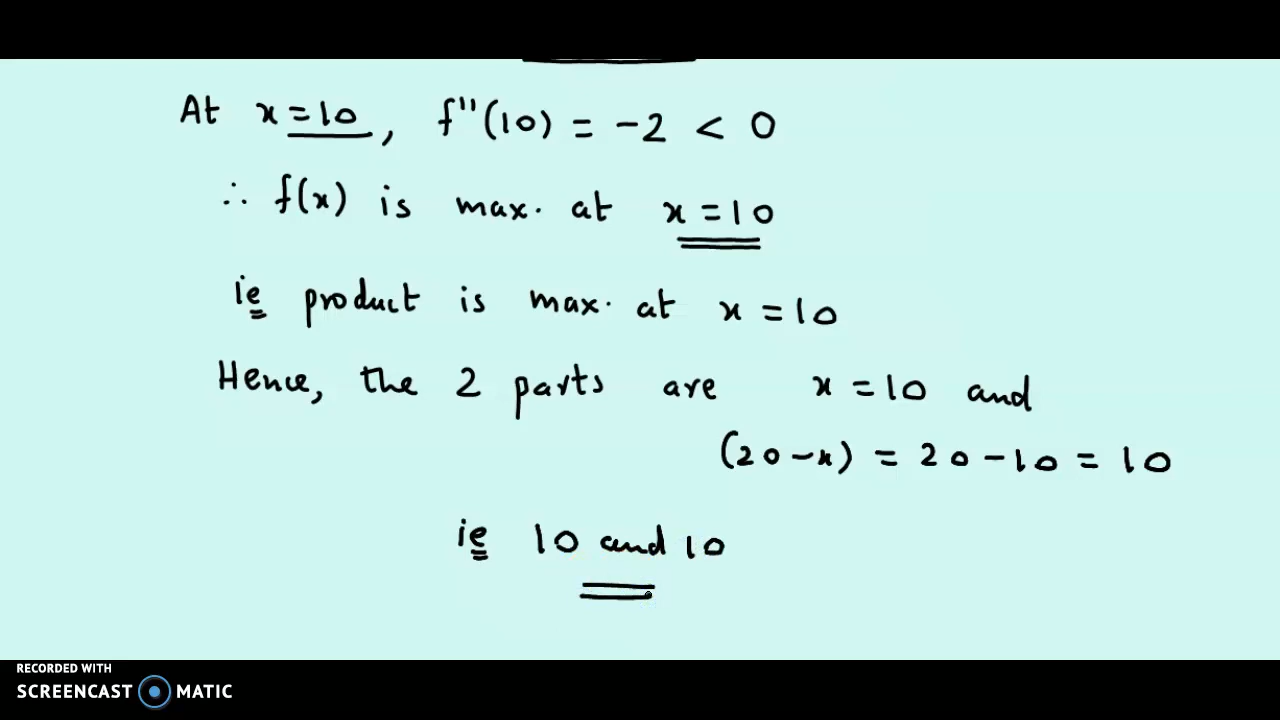 At x=10, f''(10) = -2 < 0
∴ f(x) is max. at x=10
ie product is max. at x=10
Hence, the 2 parts are x=10 and
(20-x) = 20-10 = 10
ie 10 and 10
RECORDED WITH
SCREENCAST MATIC